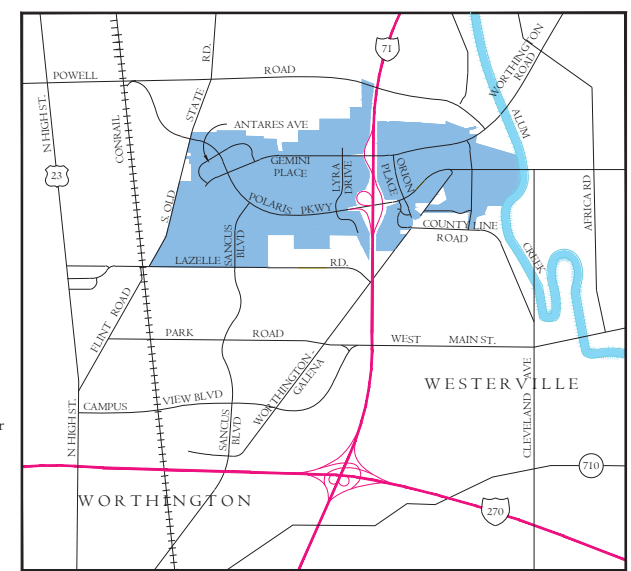 71
POWELL ROAD
STATE RD.
WORTHINGTON ROAD
N HIGH ST.
CONRAIL
ALUM
ANTARES AVE
23
GEMINI
PLACE
LYRA
DRIVE
ORION
PLACE
AFRICA RD
S. OLD
POLARIS PKWY
SANCUS
BLVD
COUNTY LINE
ROAD
CREEK
LAZELLE RD.
FLINT ROAD
PARK ROAD
WEST MAIN ST.
WORTHINGTON-
GALENA
WESTERVILLE
CLEVELAND AVE
CAMPUS VIEW BLVD
N HIGH ST.
SANCUS
BLVD
r
710
WORTHINGTON
270